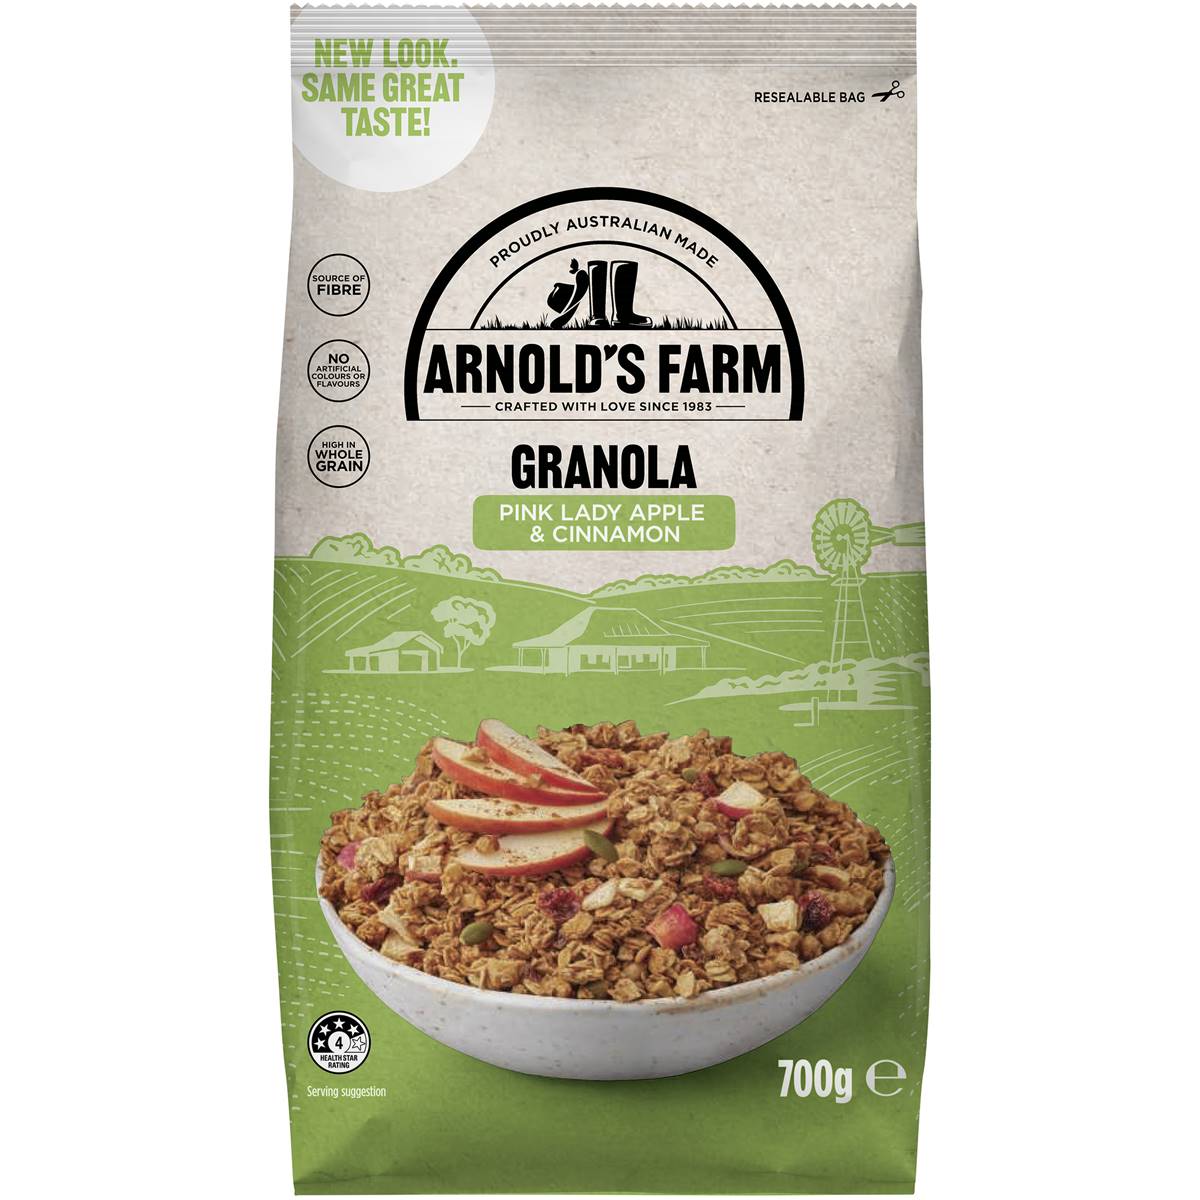 NEW LOOK.
SAME GREAT
TASTE!
RESEALABLE BAG
PROUDLY AUSTRALIAN MADE
ARNOLD'S FARM
CRAFTED WITH LOVE SINCE 1983
SOURCE OF
FIBRE
NO
ARTIFICIAL
COLOURS OR
FLAVOURS
HIGH IN
WHOLE
GRAIN
GRANOLA
PINK LADY APPLE
& CINNAMON
4
HEALTH STAR
RATING
Serving suggestion
700g ℮